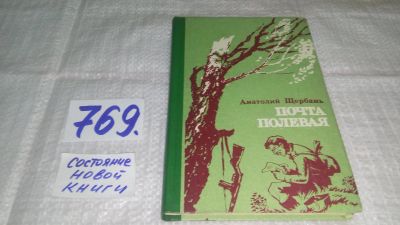 769.
СОСТОЯНИЕ
НОВОЙ
КНИГИ
Анатолий Щербань
ПОЧТА
ПОЛЕВАЯ